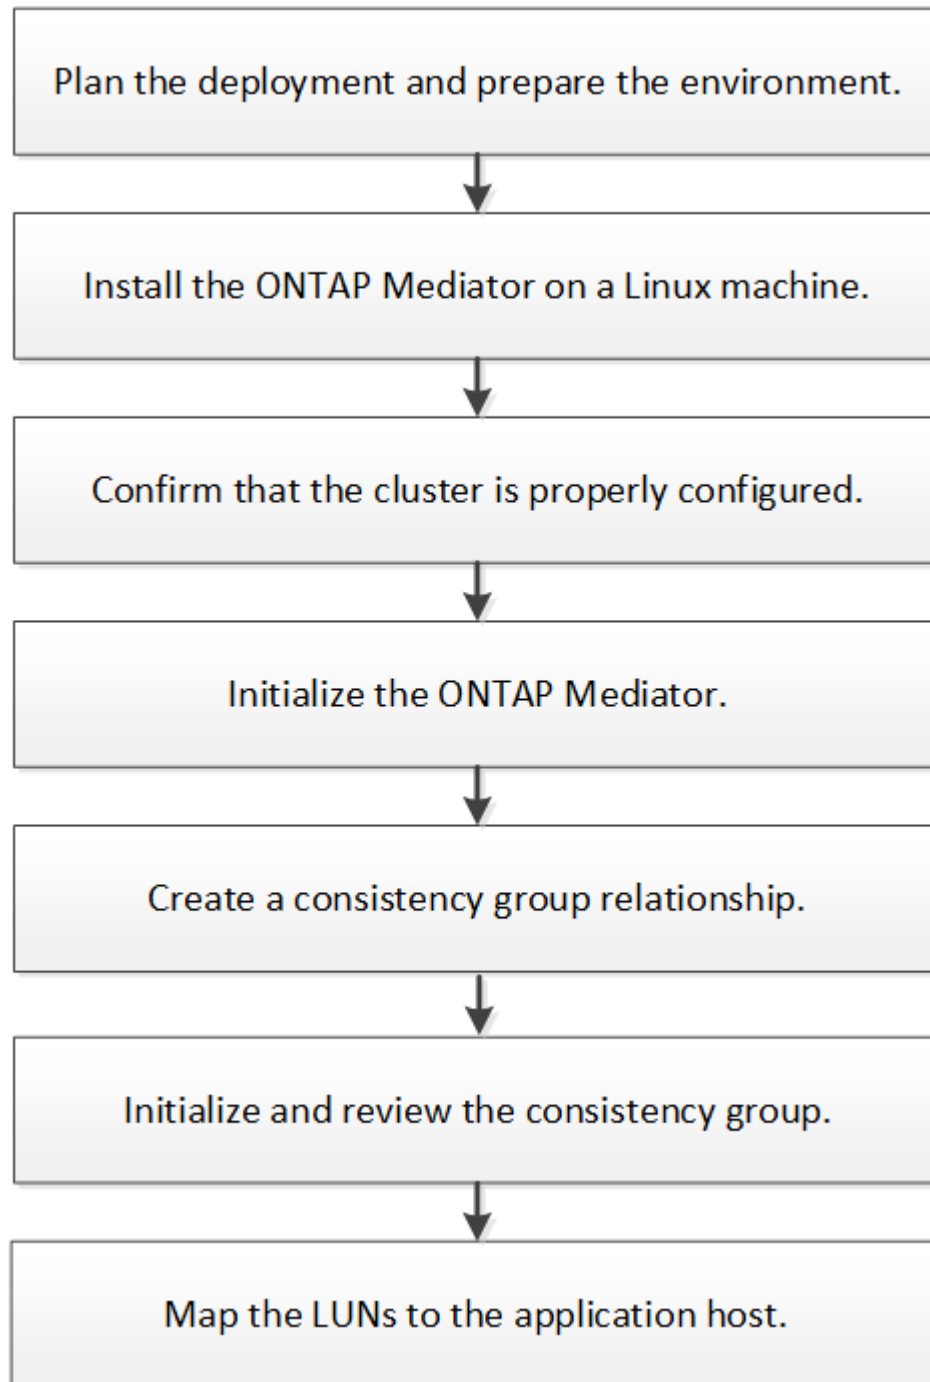 Plan the deployment and prepare the environment.
Install the ONTAP Mediator on a Linux machine.
Confirm that the cluster is properly configured.
Initialize the ONTAP Mediator.
Create a consistency group relationship.
Initialize and review the consistency group.
Map the LUNs to the application host.